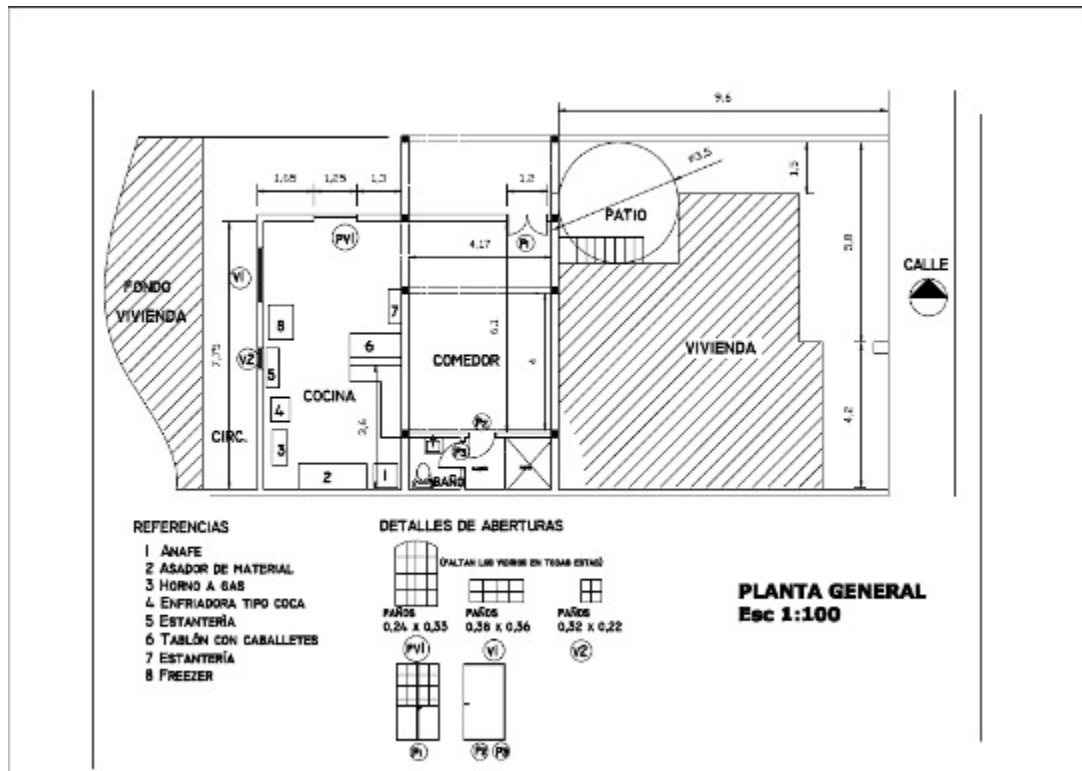 9,6
1,68
1,25
1,3
1,2
ø3,5
1,5
PATIO
PV1
P1
4,17
5,8
CALLE
V1
FONDO
VIVIENDA
8
7
6,1
6
COMEDOR
4
VIVIENDA
V2
5
7,75
COCINA
4
3,6
P2
4,2
CIRC.
3
P3
2
1
BAÑO
REFERENCIAS
1 ANAFE
2 ASADOR DE MATERIAL
3 HORNO A GAS
4 ENFRIADORA TIPO COCA
5 ESTANTERÍA
6 TABLÓN CON CABALLETES
7 ESTANTERÍA
8 FREEZER
DETALLES DE ABERTURAS
(FALTAN LOS VIDRIOS EN TODAS ESTAS)
PAÑOS
0,24 X 0,33
PV1
PAÑOS
0,38 X 0,36
V1
PAÑOS
0,32 X 0,22
V2
P1
P2 P3
PLANTA GENERAL
Esc 1:100